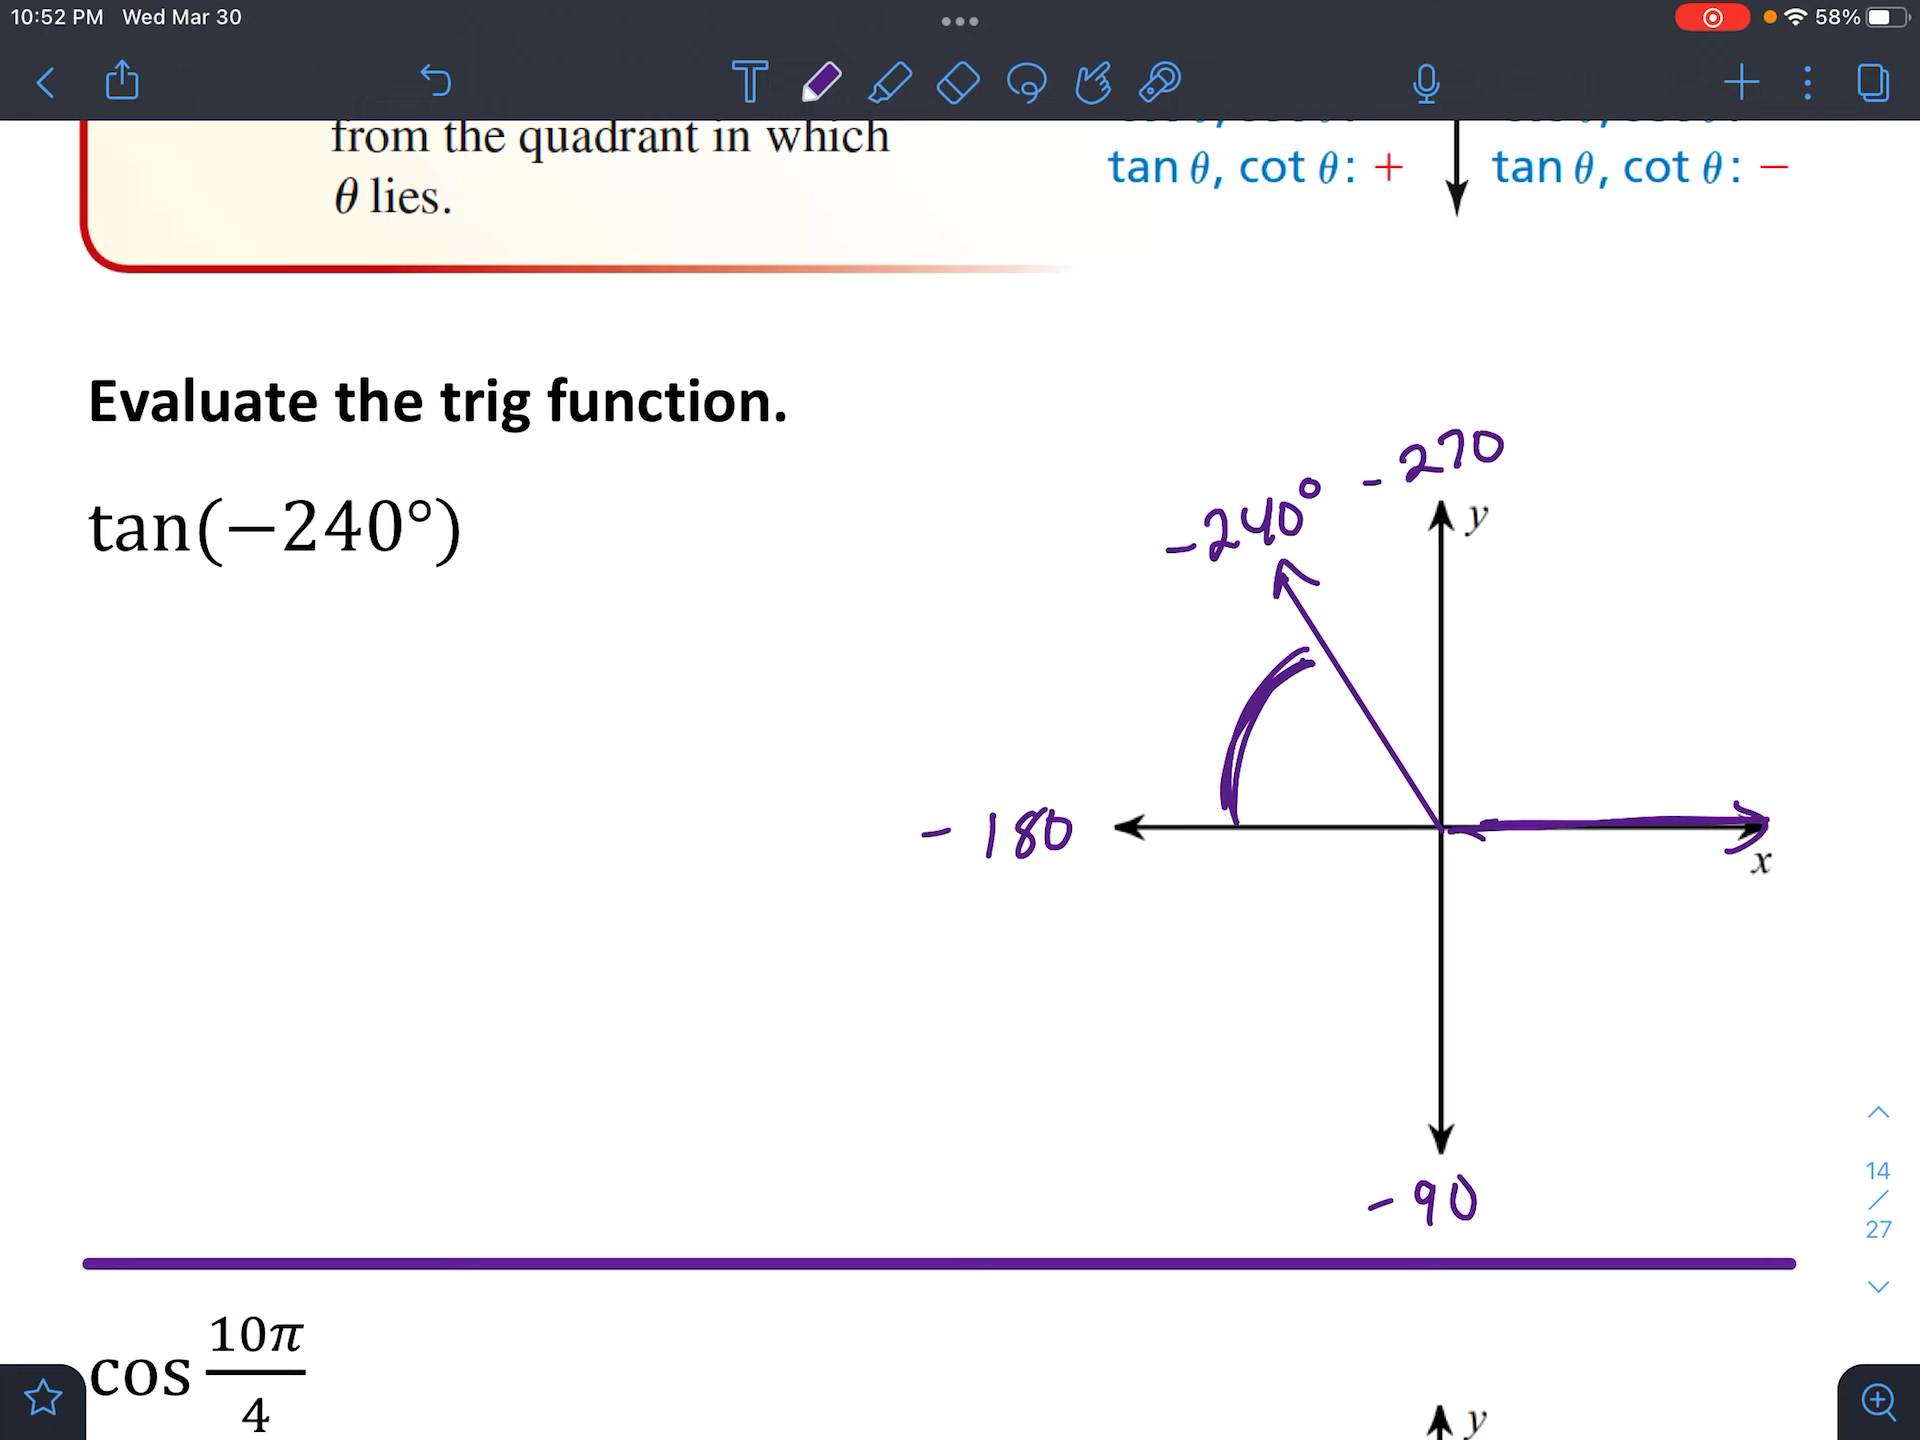 10:52 PM Wed Mar 30
58%
from the quadrant in which
θ lies.
tan θ, cot θ: +
tan θ, cot θ: −
Evaluate the trig function.
tan(−240°)
-270
-240°
y
-180
x
-90
14
/
27
cos 10π/4
y